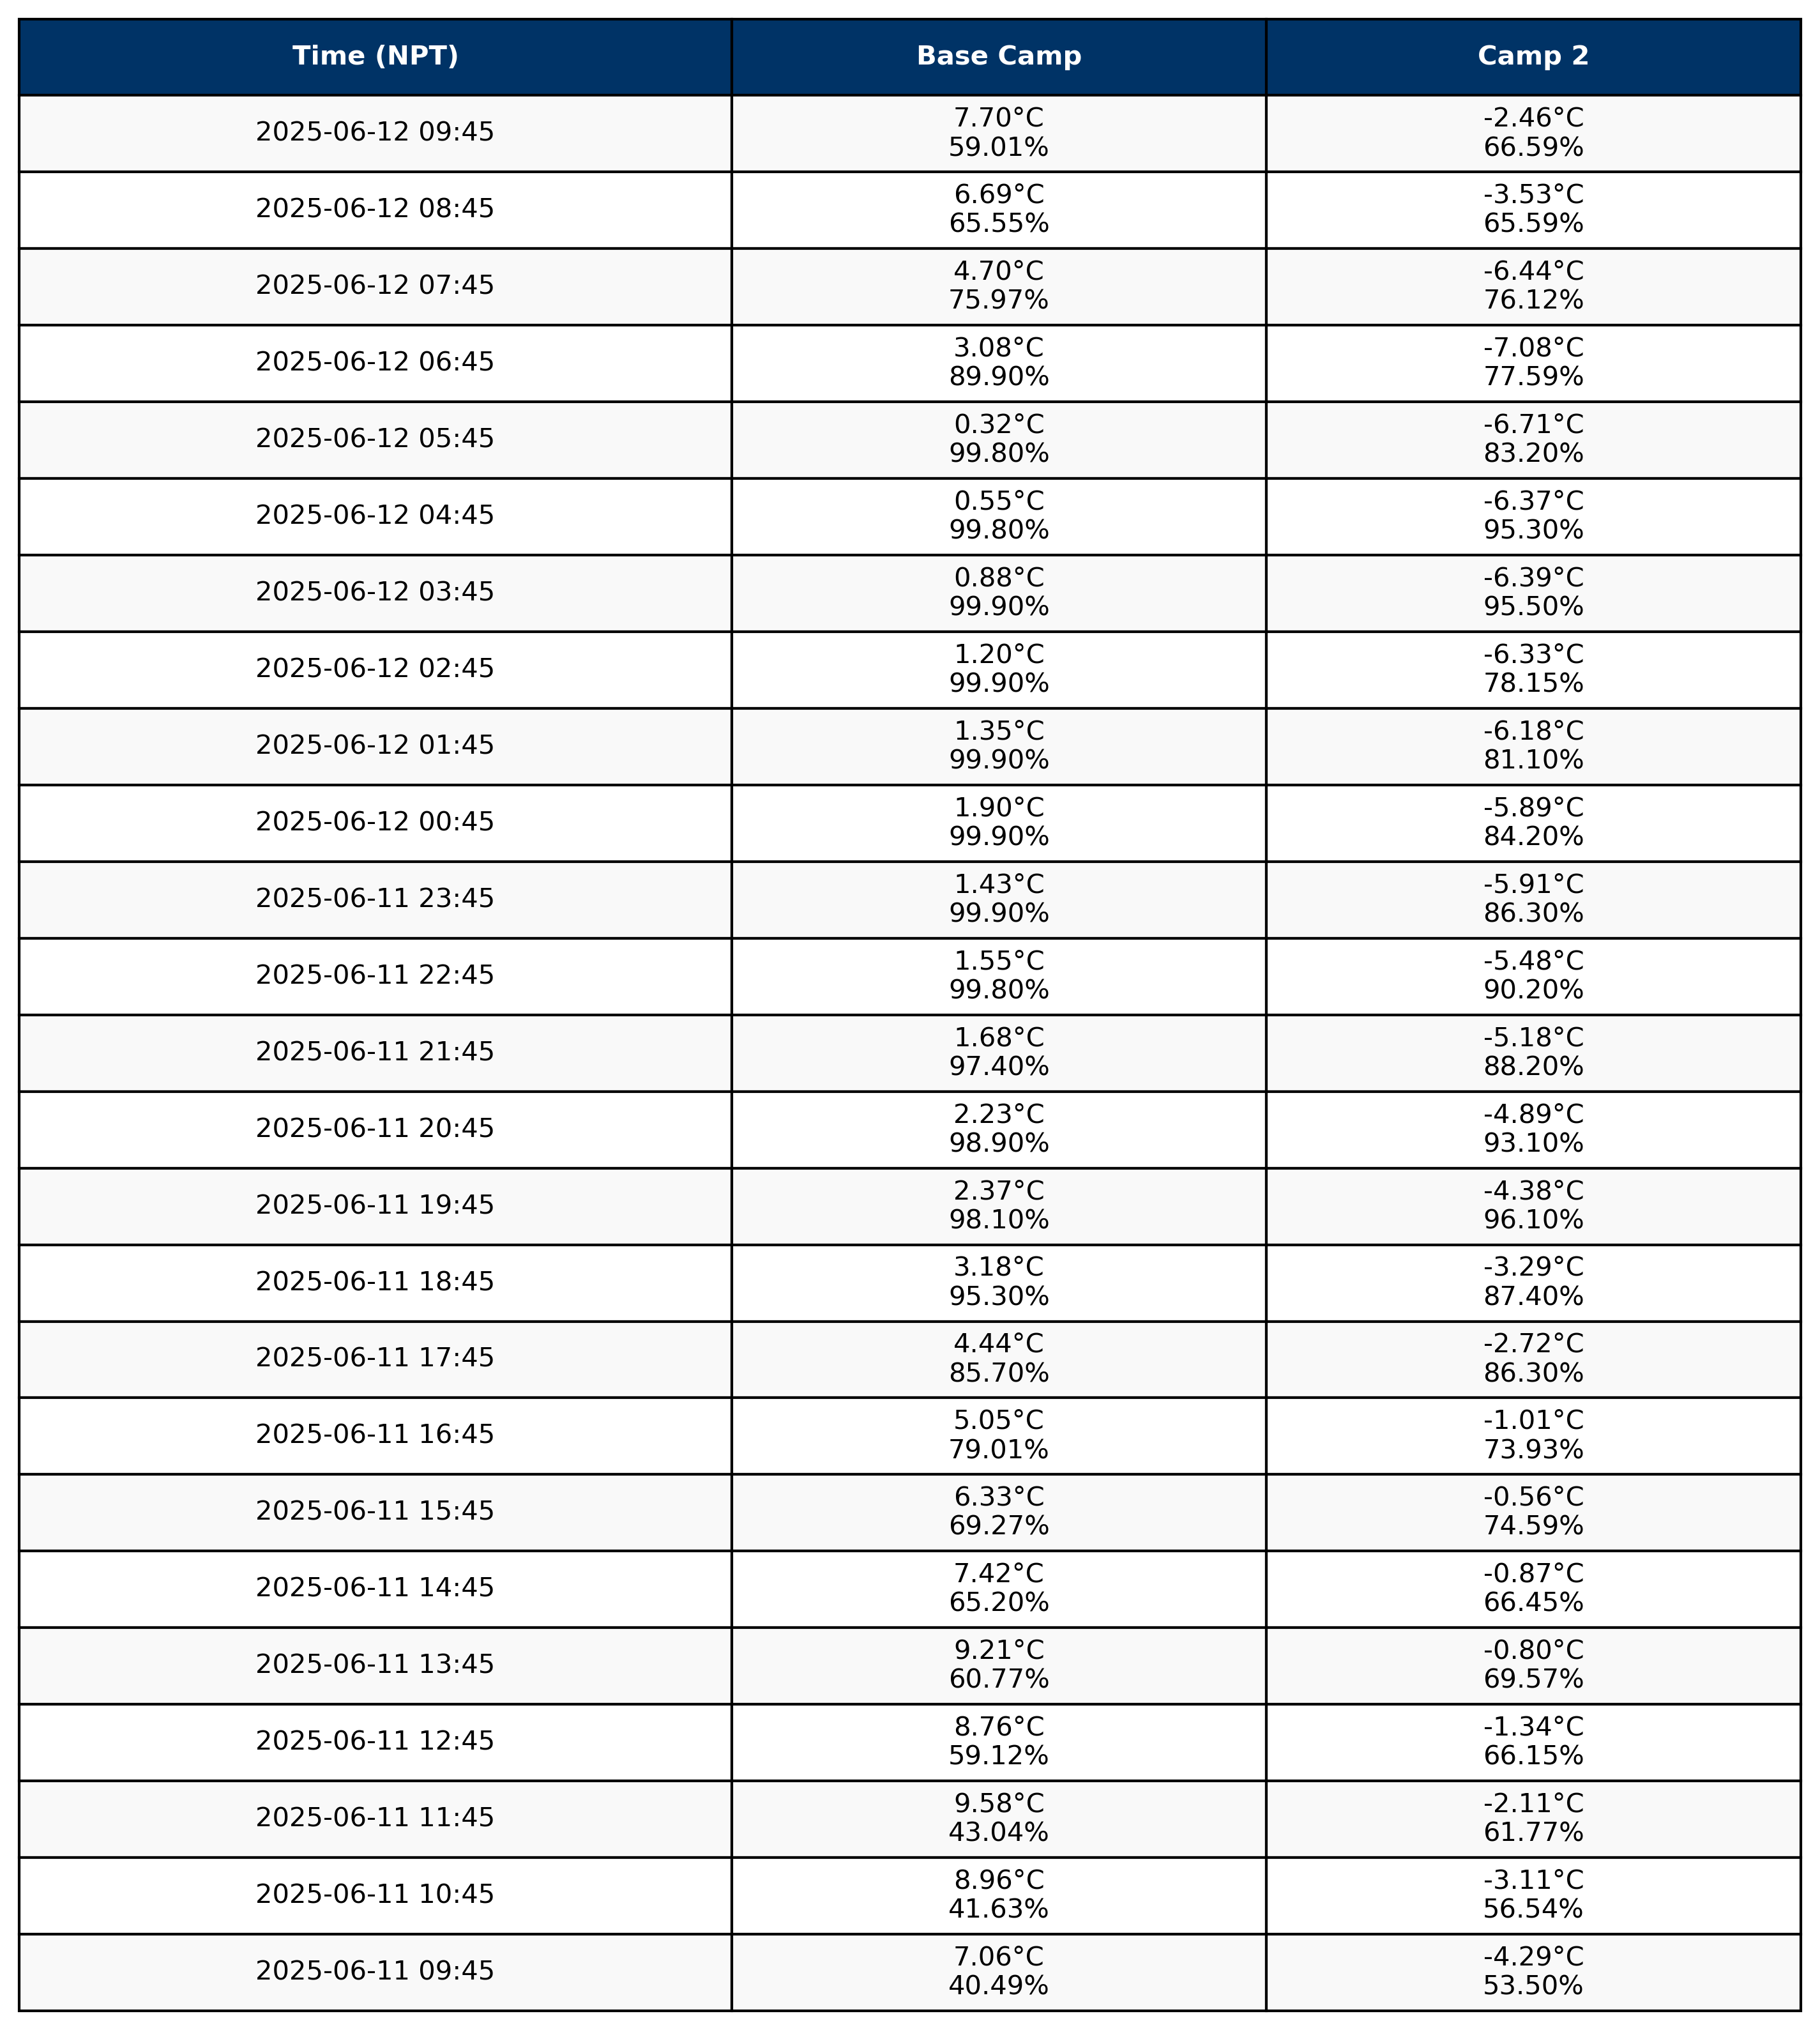 Time (NPT) Base Camp Camp 2
2025-06-12 09:45 7.70°C -2.46°C
59.01% 66.59%
2025-06-12 08:45 6.69°C -3.53°C
65.55% 65.59%
2025-06-12 07:45 4.70°C -6.44°C
75.97% 76.12%
2025-06-12 06:45 3.08°C -7.08°C
89.90% 77.59%
2025-06-12 05:45 0.32°C -6.71°C
99.80% 83.20%
2025-06-12 04:45 0.55°C -6.37°C
99.80% 95.30%
2025-06-12 03:45 0.88°C -6.39°C
99.90% 95.50%
2025-06-12 02:45 1.20°C -6.33°C
99.90% 78.15%
2025-06-12 01:45 1.35°C -6.18°C
99.90% 81.10%
2025-06-12 00:45 1.90°C -5.89°C
99.90% 84.20%
2025-06-11 23:45 1.43°C -5.91°C
99.90% 86.30%
2025-06-11 22:45 1.55°C -5.48°C
99.80% 90.20%
2025-06-11 21:45 1.68°C -5.18°C
97.40% 88.20%
2025-06-11 20:45 2.23°C -4.89°C
98.90% 93.10%
2025-06-11 19:45 2.37°C -4.38°C
98.10% 96.10%
2025-06-11 18:45 3.18°C -3.29°C
95.30% 87.40%
2025-06-11 17:45 4.44°C -2.72°C
85.70% 86.30%
2025-06-11 16:45 5.05°C -1.01°C
79.01% 73.93%
2025-06-11 15:45 6.33°C -0.56°C
69.27% 74.59%
2025-06-11 14:45 7.42°C -0.87°C
65.20% 66.45%
2025-06-11 13:45 9.21°C -0.80°C
60.77% 69.57%
2025-06-11 12:45 8.76°C -1.34°C
59.12% 66.15%
2025-06-11 11:45 9.58°C -2.11°C
43.04% 61.77%
2025-06-11 10:45 8.96°C -3.11°C
41.63% 56.54%
2025-06-11 09:45 7.06°C -4.29°C
40.49% 53.50%